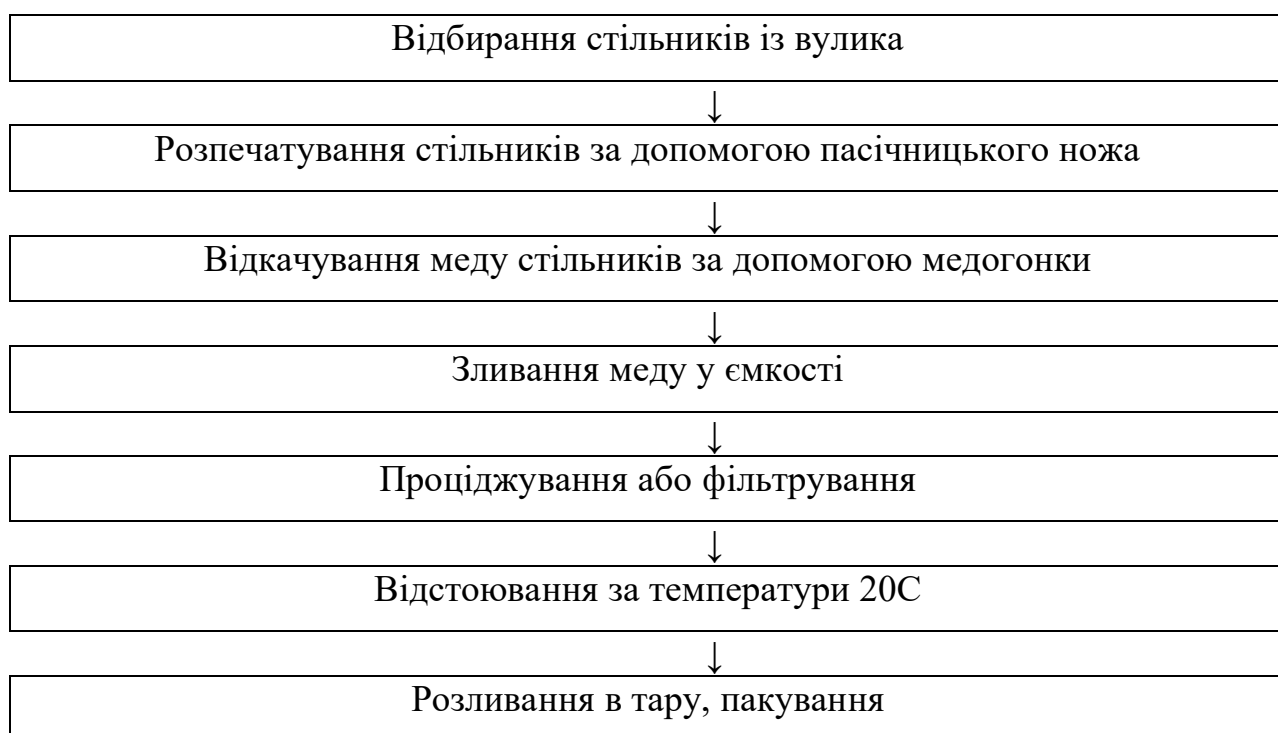 Відбирання стільників із вулика
↓
Розпечатування стільників за допомогою пасічницького ножа
↓
Відкачування меду стільників за допомогою медогонки
↓
Зливання меду у ємкості
↓
Проціджування або фільтрування
↓
Відстоювання за температури 20С
↓
Розливання в тару, пакування